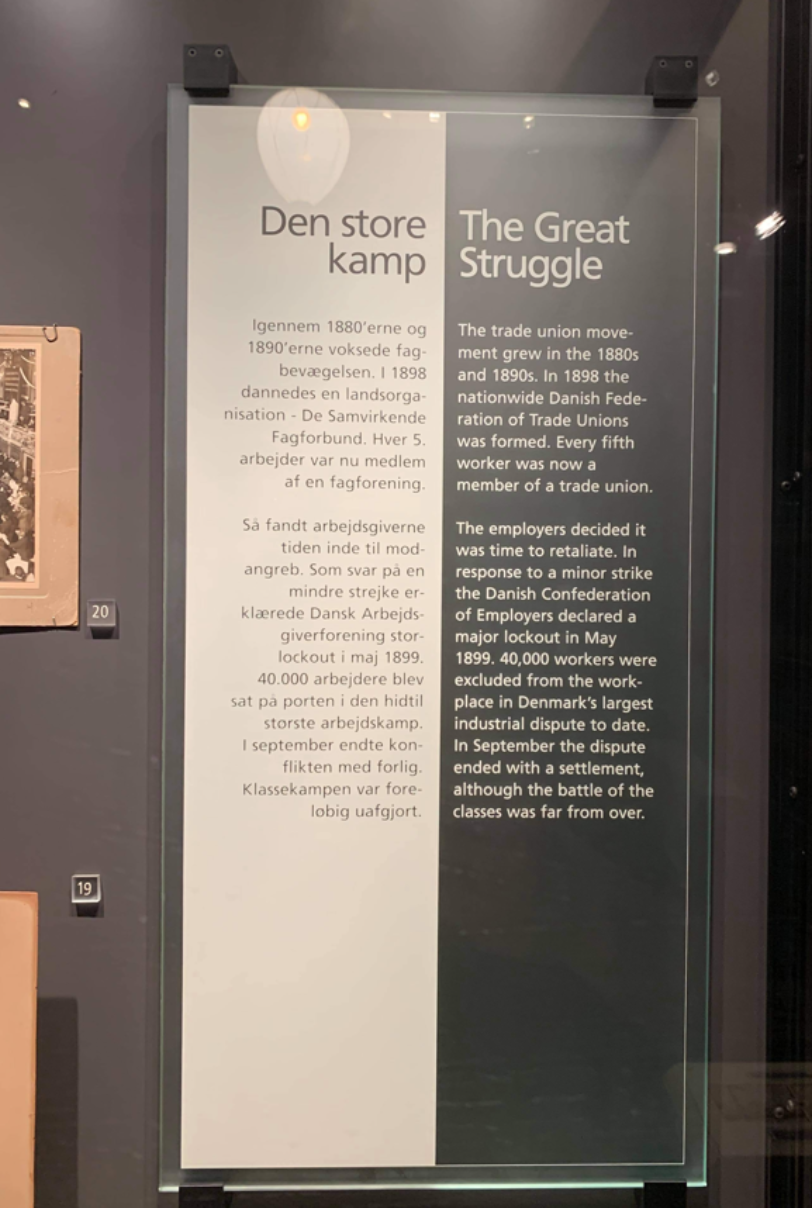 Den store
kamp
Igennem 1880'erne og
1890'erne voksede fag-
bevægelsen. I 1898
dannedes en landsorga-
nisation - De Samvirkende
Fagforbund. Hver 5.
arbejder var nu medlem
af en fagforening.
Så fandt arbejdsgiverne
tiden inde til mod-
angreb. Som svar på en
mindre strejke er-
klærede Dansk Arbejds-
giverforening stor-
lockout i maj 1899.
40.000 arbejdere blev
sat på porten i den hidtil
største arbejdskamp.
I september endte kon-
flikten med forlig.
Klassekampen var fore-
løbig uafgjort.
The Great
Struggle
The trade union move-
ment grew in the 1880s
and 1890s. In 1898 the
nationwide Danish Fede-
ration of Trade Unions
was formed. Every fifth
worker was now a
member of a trade union.
The employers decided it
was time to retaliate. In
response to a minor strike
the Danish Confederation
of Employers declared a
major lockout in May
1899. 40,000 workers were
excluded from the work-
place in Denmark's largest
industrial dispute to date.
In September the dispute
ended with a settlement,
although the battle of the
classes was far from over.
20
19